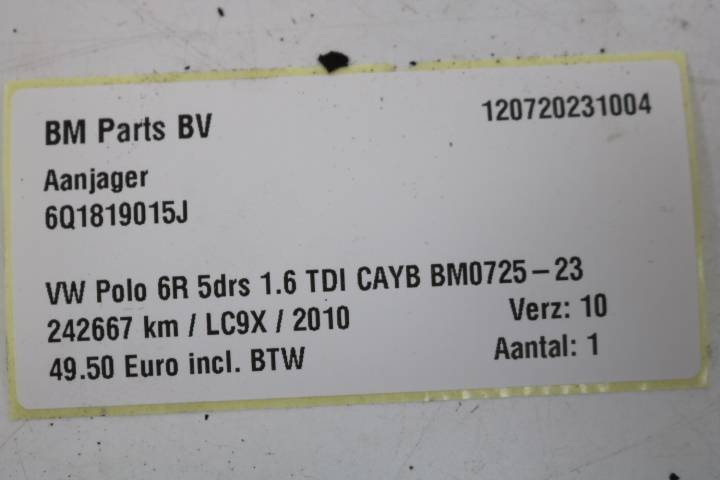 BM Parts BV 120720231004
Aanjager
6Q1819015J
VW Polo 6R 5drs 1.6 TDI CAYB BM0725-23
242667 km / LC9X / 2010 Verz: 10
49.50 Euro incl. BTW Aantal: 1